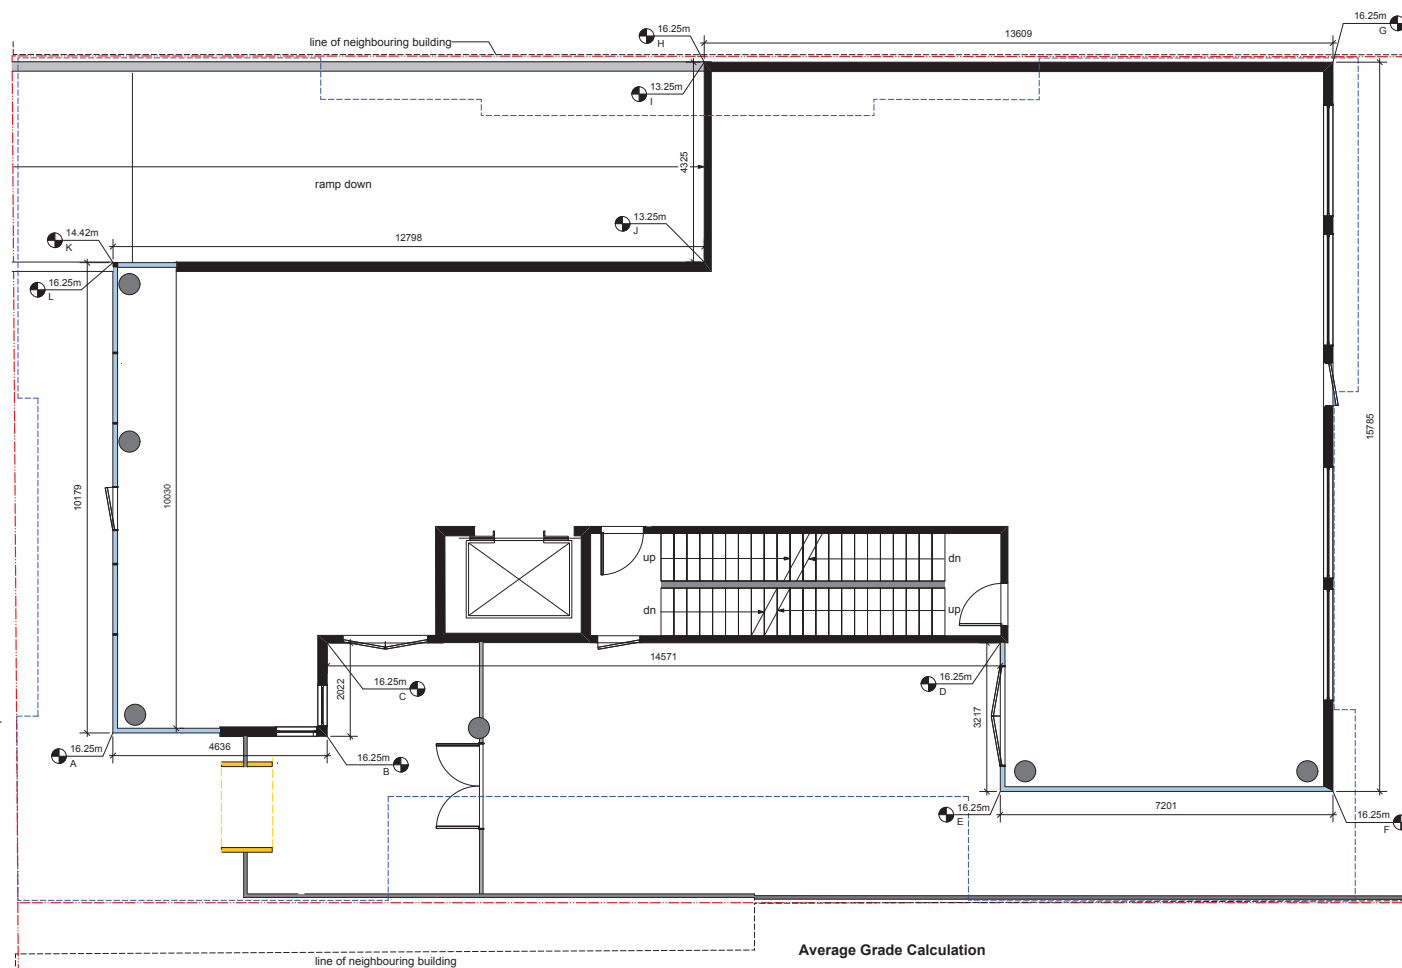 16.25m
G
16.25m
H
13609
line of neighbouring building
13.25m
I
4325
ramp down
13.25m
J
14.42m
K
12798
16.25m
L
15785
10179
10030
up
dn
dn
up
14571
16.25m
C
2022
16.25m
D
3217
16.25m
A
4636
16.25m
B
16.25m
E
7201
16.25m
F
Average Grade Calculation
line of neighbouring building